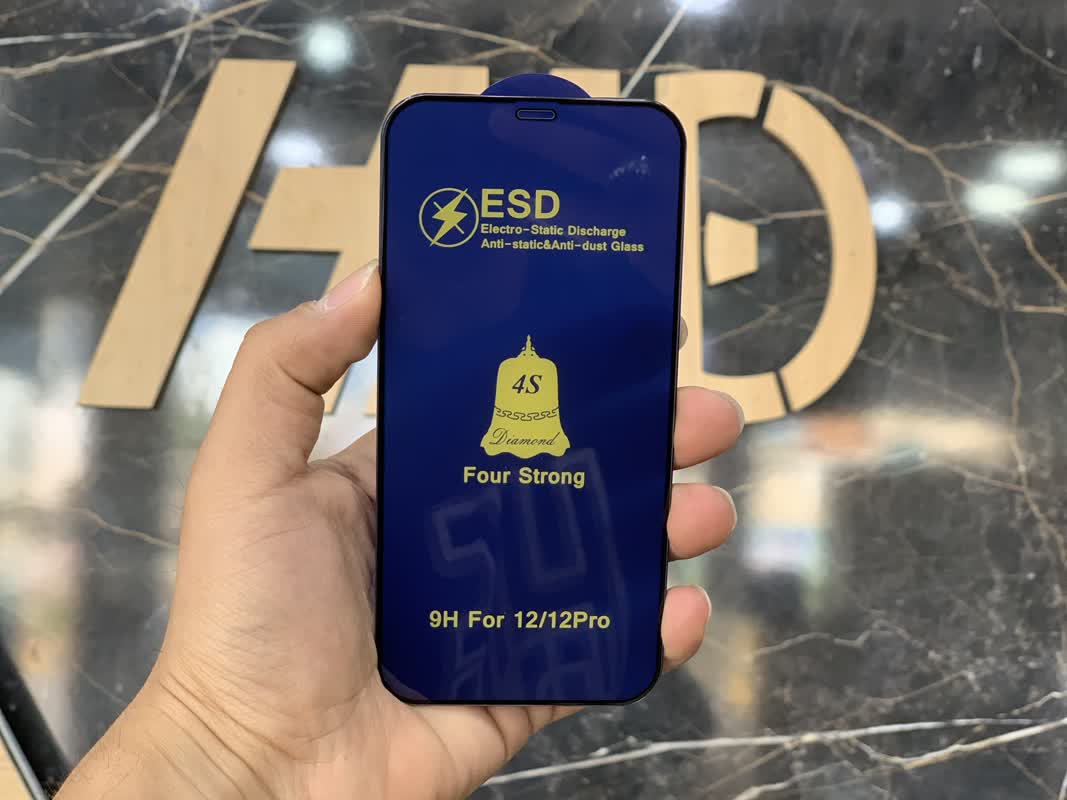 ESD
Electro-Static Discharge
Anti-static&Anti-dust Glass
4S
Diamond
Four Strong
9H For 12/12Pro